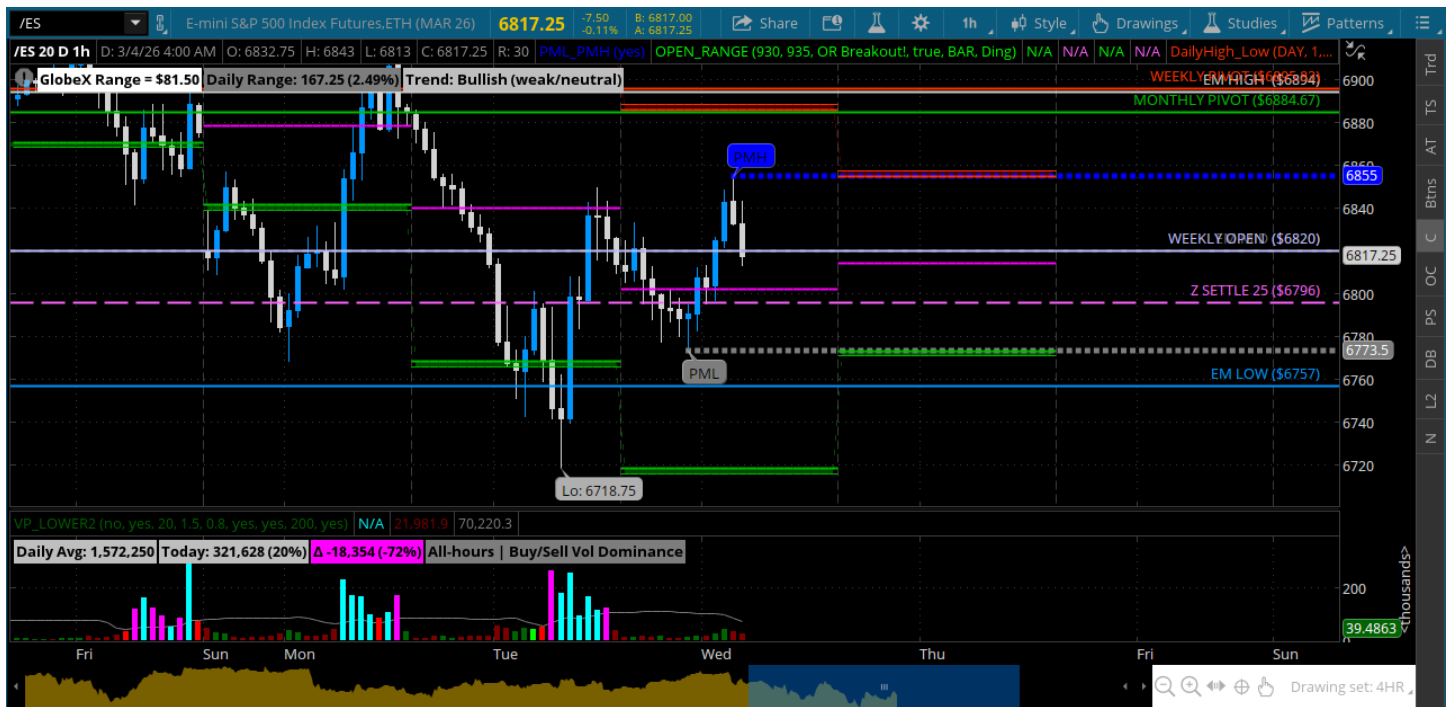 /ES E-mini S&P 500 Index Futures,ETH (MAR 26) 6817.25 -7.50 -0.11% B: 6817.00 A: 6817.25 Share 1h Style Drawings Studies Patterns
/ES 20 D 1h D: 3/4/26 4:00 AM O: 6832.75 H: 6843 L: 6813 C: 6817.25 R: 30 PML_PMH (yes) OPEN_RANGE (930, 935, OR Breakout!, true, BAR, Ding) N/A N/A N/A N/A DailyHigh_Low (DAY, 1,...
GlobeX Range = $81.50 Daily Range: 167.25 (2.49%) Trend: Bullish (weak/neutral)
WEEKLY PIVOT
EM HIGH ($6894)
6900
MONTHLY PIVOT ($6884.67)
6880
PMH
6860
6855
6840
WEEKLY OPEN ($6820)
6817.25
Z SETTLE 25 ($6796)
6800
6780
6773.5
PML
EM LOW ($6757)
6760
6740
6720
Lo: 6718.75
VP_LOWER2 (no, yes, 20, 1.5, 0.8, yes, yes, 200, yes) N/A 21,981.9 70,220.3
Daily Avg: 1,572,250 Today: 321,628 (20%) Δ -18,354 (-72%) All-hours | Buy/Sell Vol Dominance
200
39.4863
<thousands>
Fri Sun Mon Tue Wed Thu Fri Sun
Drawing set: 4HR
Trd
TS
AT
Btns
C
OC
PS
DB
L2
N